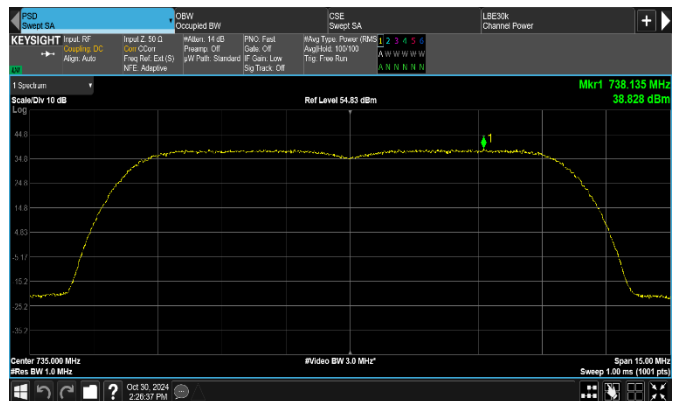 PSD
Swept SA
OBW
Occupied BW
CSE
Swept SA
LBE30k
Channel Power
KEYSIGHT
Input: RF
Coupling: DC
Align: Auto
Input Z: 50 Ω
Corr CCorr
Freq Ref: Ext (S)
NFE: Adaptive
#Atten: 14 dB
Preamp: Off
µW Path: Standard
PNO: Fast
Gate: Off
IF Gain: Low
Sig Track: Off
#Avg Type: Power (RMS
Avg|Hold: 100/100
Trig: Free Run
1 2 3 4 5 6
A W W W W W
A N N N N N
1 Spectrum
Mkr1 738.135 MHz
Scale/Div 10 dB
Ref Level 54.83 dBm
38.828 dBm
Log
44.8
34.8
24.8
14.8
4.83
-5.17
-15.2
-25.2
-35.2
1
Center 735.000 MHz
#Video BW 3.0 MHz*
Span 15.00 MHz
#Res BW 1.0 MHz
Sweep 1.00 ms (1001 pts)
Oct 30, 2024
2:26:37 PM